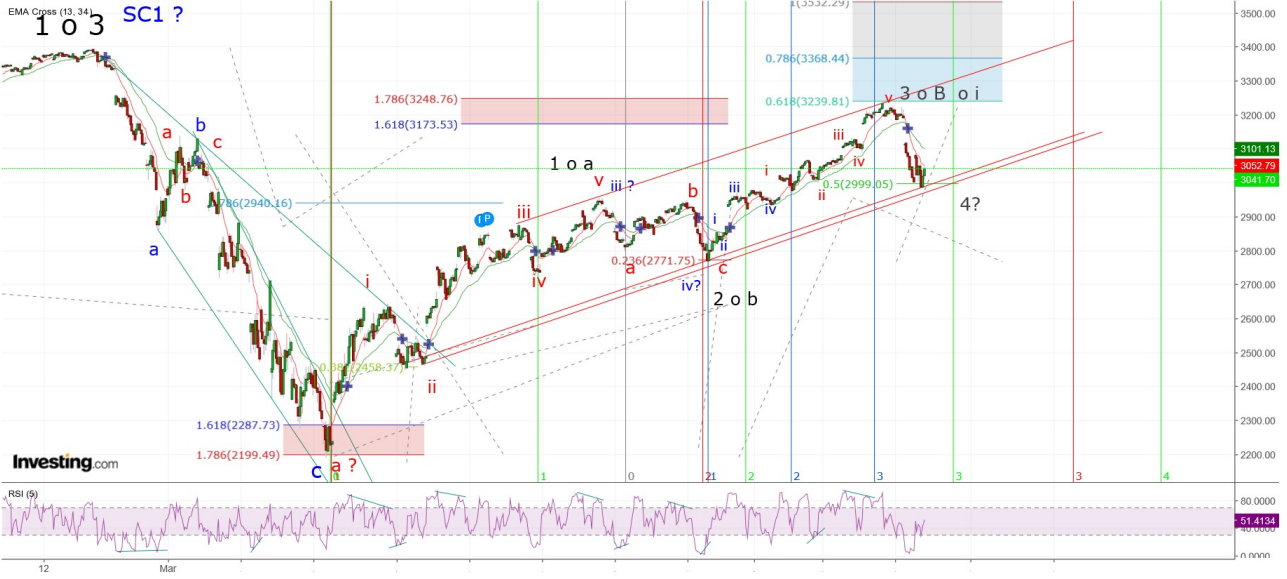 EMA Cross (13, 34)
1 o 3
SC1 ?
1(3532.29)
3500.00
3400.00
0.786(3368.44)
3300.00
1.786(3248.76)
0.618(3239.81)
v
3 o B o i
3200.00
1.618(3173.53)
a
b
c
iii
iv
3101.13
3052.79
3041.70
1 o a
i
ii
0.5(2999.05)
b
v
iii ?
b
iii
4?
786(2940.16)
2900.00
iii
i
iv
a
ii
2800.00
iv
a
0.236(2771.75)
c
i
iv?
2 o b
2700.00
2600.00
2500.00
0.382(2458.37)
ii
2400.00
1.618(2287.73)
2300.00
1.786(2199.49)
2200.00
Investing.com
c
a ?
1
0
1
2
2
3
3
3
4
RSI (5)
80.0000
51.4134
40.0000
0.0000
12
Mar